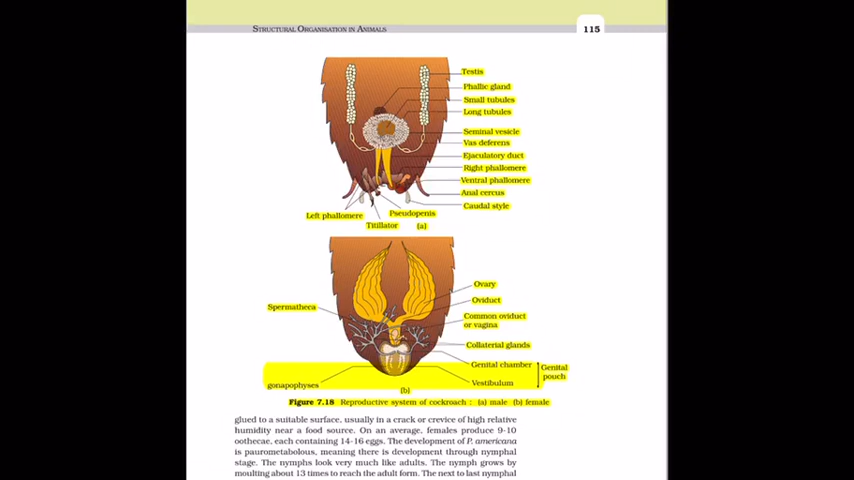 STRUCTURAL ORGANISATION IN ANIMALS
115
Testis
Phallic gland
Small tubules
Long tubules
Seminal vesicle
Vas deferens
Ejaculatory duct
Right phallomere
Ventral phallomere
Anal cercus
Caudal style
Left phallomere
Pseudopenis
Titillator
(a)
Ovary
Oviduct
Spermatheca
Common oviduct
or vagina
Collaterial glands
Genital chamber
Genital
pouch
Vestibulum
gonapophyses
(b)
Figure 7.18 Reproductive system of cockroach : (a) male (b) female
glued to a suitable surface, usually in a crack or crevice of high relative
humidity near a food source. On an average, females produce 9-10
oothecae, each containing 14-16 eggs. The development of P. americana
is paurometabolous, meaning there is development through nymphal
stage. The nymphs look very much like adults. The nymph grows by
moulting about 13 times to reach the adult form. The next to last nymphal